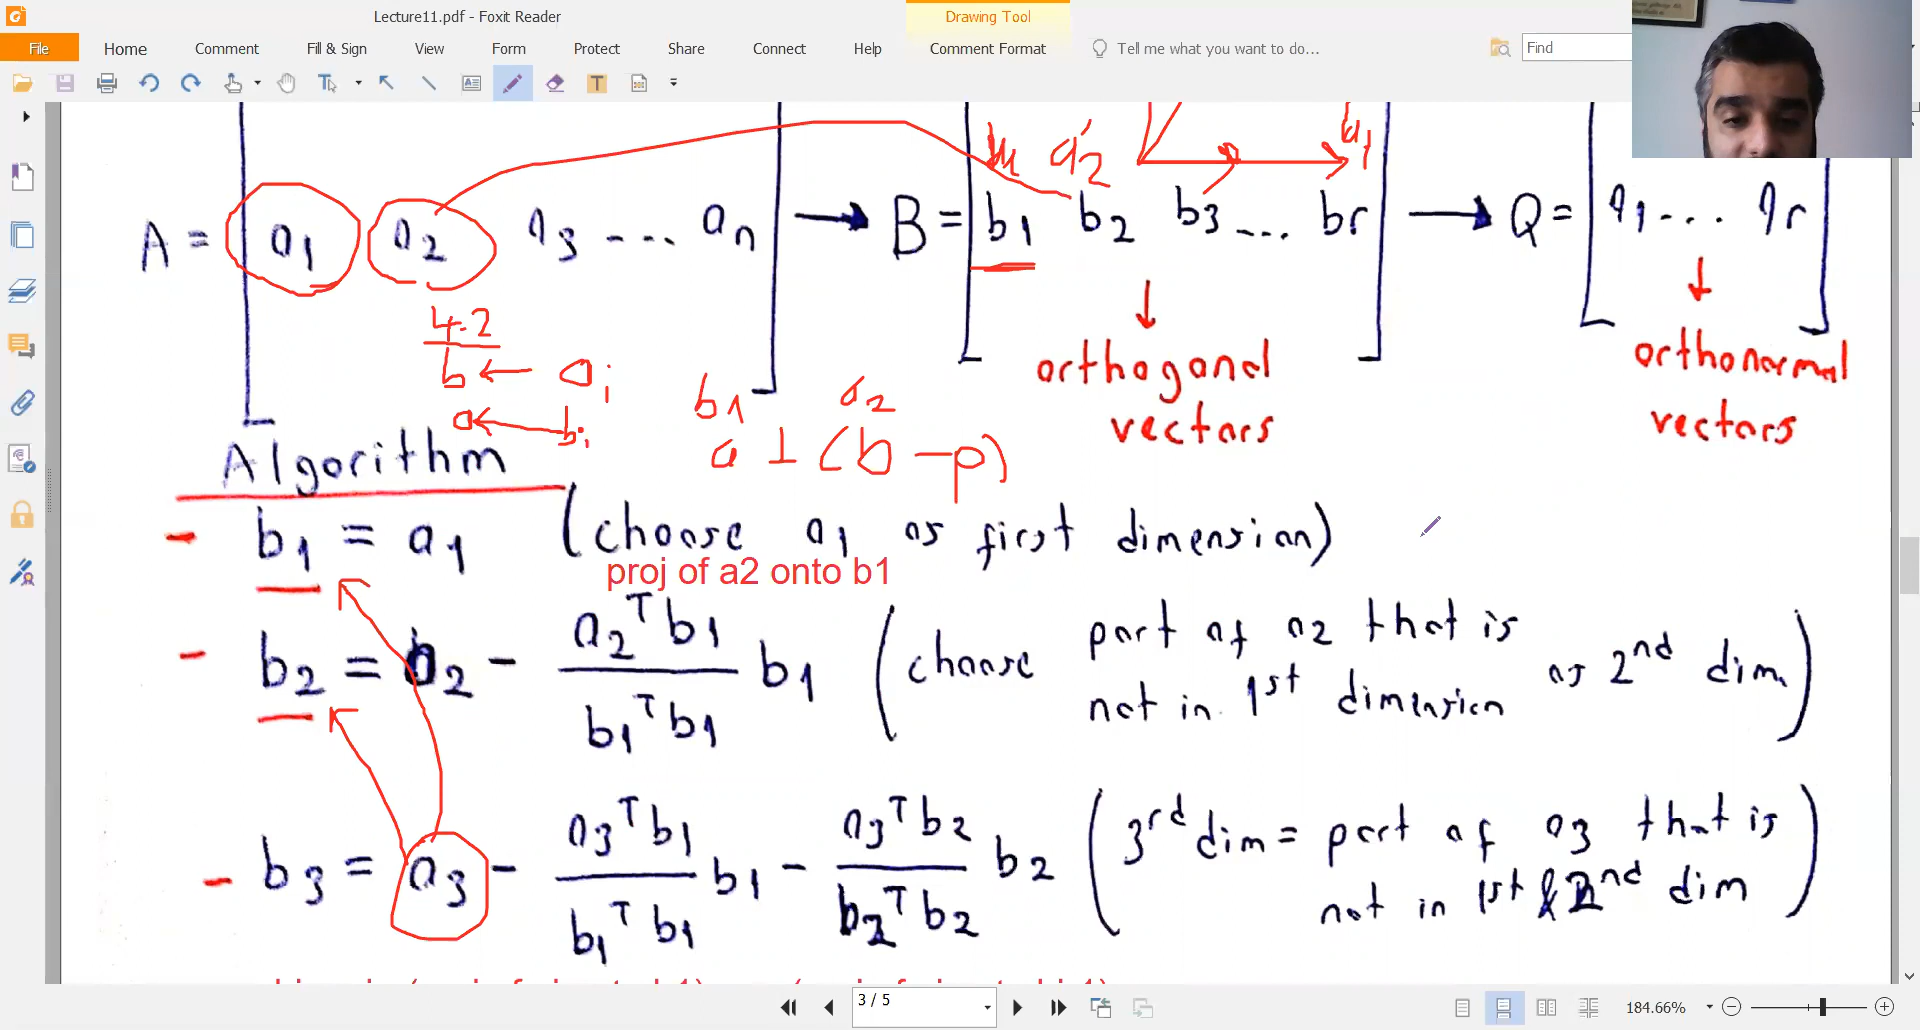 Lecture11.pdf - Foxit Reader
Drawing Tool
File Home Comment Fill & Sign View Form Protect Share Connect Help Comment Format Tell me what you want to do... Find
b1 a2' a1
A = [ a1 a2 a3 ... an ] → B = [ b1 b2 b3 ... br ] → Q = [ q1 ... qr ]
4.2
b ← ai
a ← bi
orthogonal
vectors
orthonormal
vectors
b1 a2
a ⊥ (b - p)
Algorithm
- b1 = a1 (choose a1 as first dimension)
proj of a2 onto b1
- b2 = a2 - a2ᵀb1 / b1ᵀb1 b1 (choose part of a2 that is not in 1st dimension as 2nd dim)
- b3 = a3 - a3ᵀb1 / b1ᵀb1 b1 - a3ᵀb2 / b2ᵀb2 b2 (3rd dim = part of a3 that is not in 1st & 2nd dim)
3 / 5
184.66%